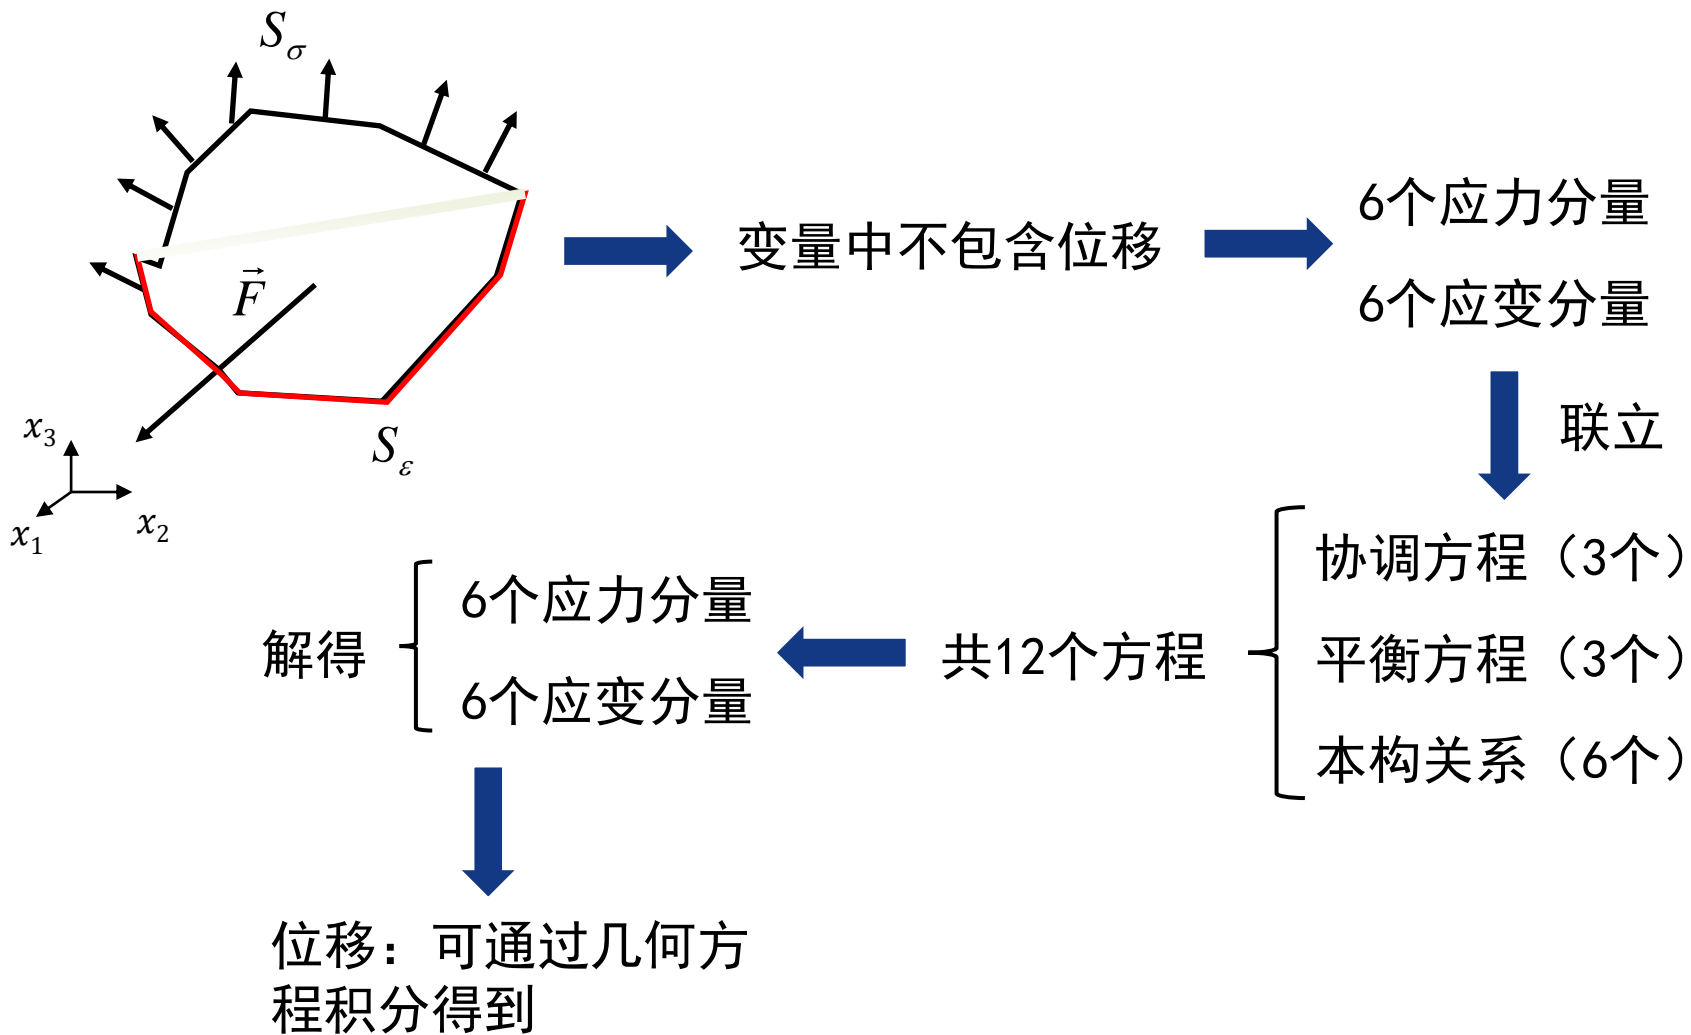 S_σ
F⃗
S_ε
x₃
x₁
x₂
变量中不包含位移
6个应力分量
6个应变分量
联立
协调方程（3个）
平衡方程（3个）
本构关系（6个）
共12个方程
解得
6个应力分量
6个应变分量
位移：可通过几何方
程积分得到